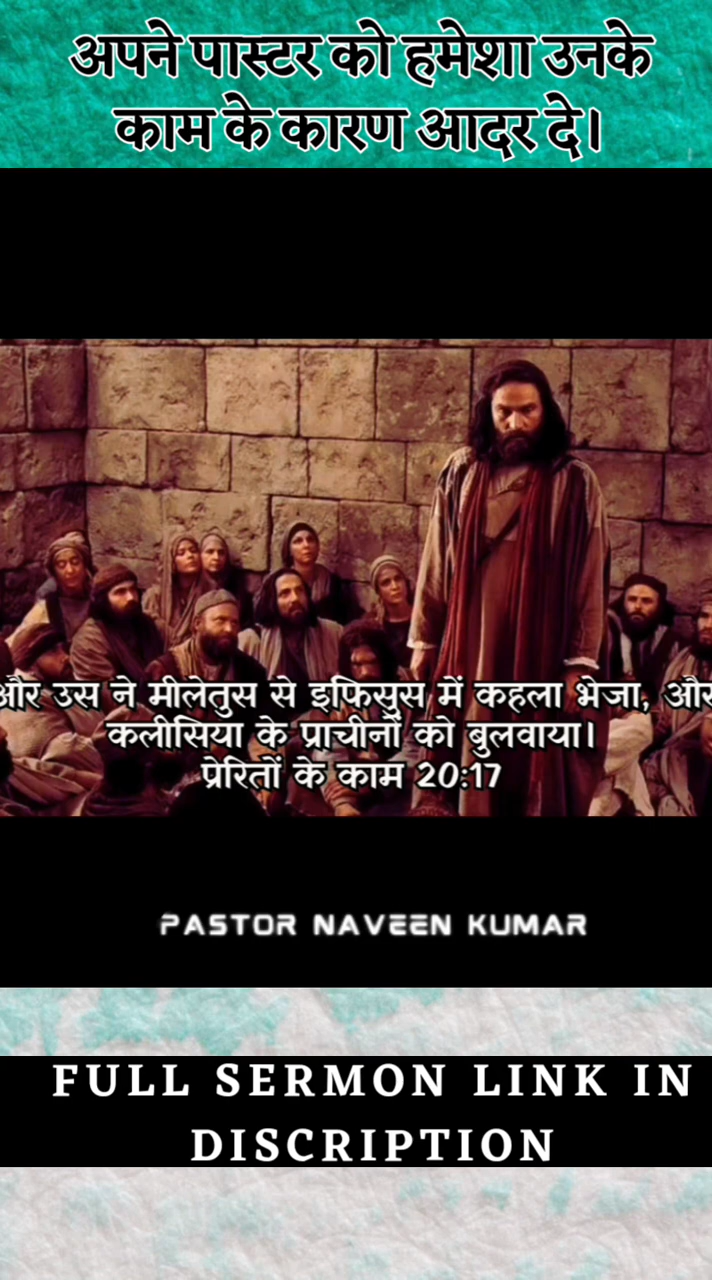 अपने पास्टर को हमेशा उनके
काम के कारण आदर दे।
और उस ने मीलेतुस से इफिसुस में कहला भेजा, और
कलीसिया के प्राचीनों को बुलवाया।
प्रेरितों के काम 20:17
PASTOR NAVEEN KUMAR
FULL SERMON LINK IN
DISCRIPTION